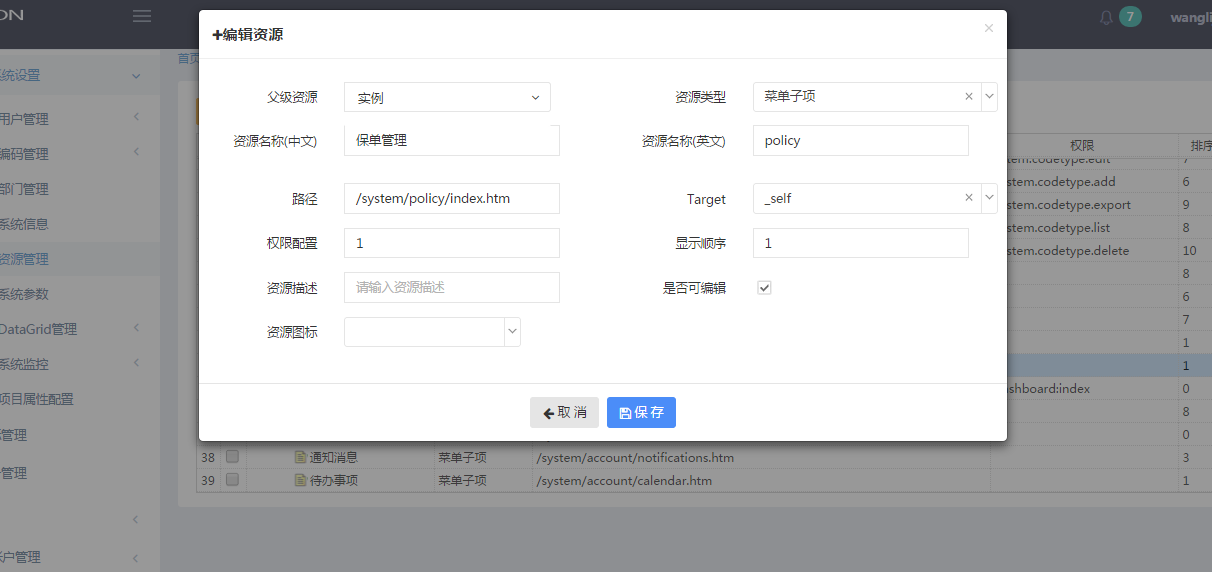 ON
7
wangli
首页
系统设置
用户管理
编码管理
部门管理
系统信息
资源管理
系统参数
DataGrid管理
系统监控
项目属性配置
管理
管理
账户管理
✚编辑资源
×
父级资源 实例
资源类型 菜单子项 ×
资源名称(中文) 保单管理
资源名称(英文) policy
路径 /system/policy/index.htm
Target _self ×
权限配置 1
显示顺序 1
资源描述 请输入资源描述
是否可编辑
资源图标
取消 保存
权限 排序
stem.codetype.edit 7
stem.codetype.add 6
stem.codetype.export 9
stem.codetype.list 8
stem.codetype.delete 10
8
6
7
1
1
shboard:index 0
8
0
38 通知消息 菜单子项 /system/account/notifications.htm 3
39 待办事项 菜单子项 /system/account/calendar.htm 1